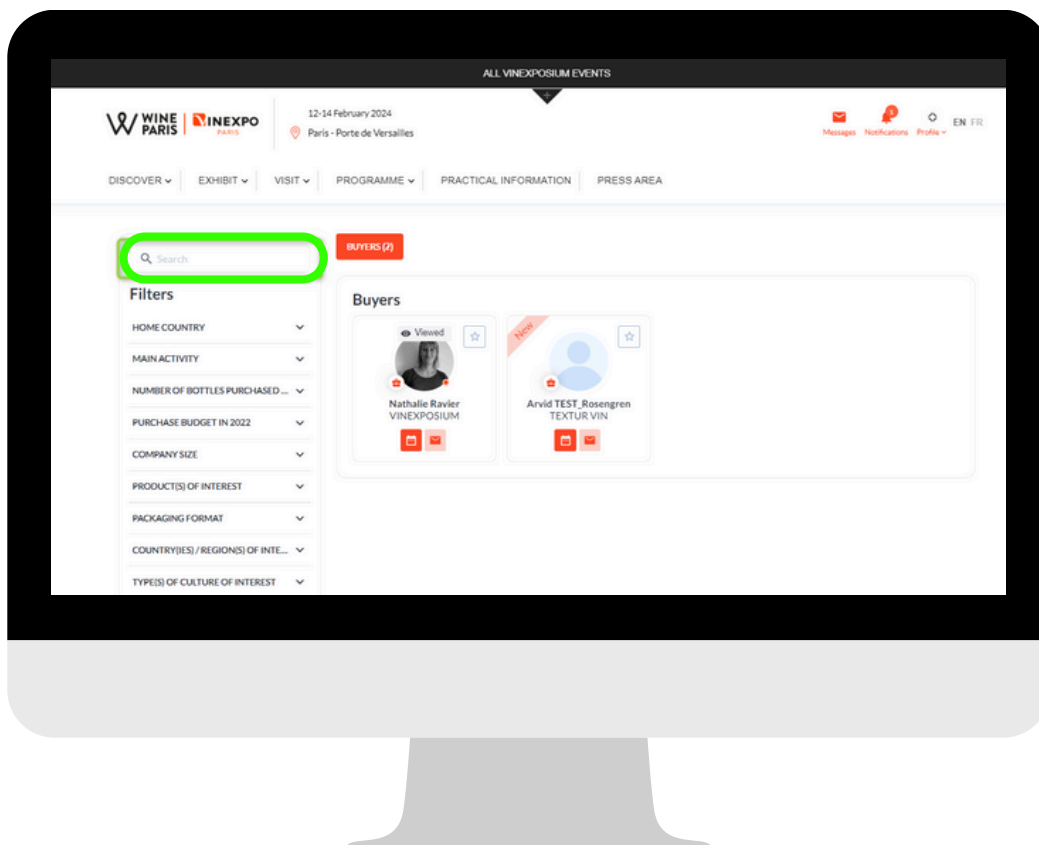 ALL VINEXPOSIUM EVENTS
+
WINE PARIS
VINEXPO PARIS
12-14 February 2024
Paris - Porte de Versailles
Messages
Notifications
Profile
EN FR
DISCOVER
EXHIBIT
VISIT
PROGRAMME
PRACTICAL INFORMATION
PRESS AREA
Search
BUYERS (2)
Filters
HOME COUNTRY
MAIN ACTIVITY
NUMBER OF BOTTLES PURCHASED ...
PURCHASE BUDGET IN 2022
COMPANY SIZE
PRODUCT(S) OF INTEREST
PACKAGING FORMAT
COUNTRY(IES) / REGION(S) OF INTE...
TYPE(S) OF CULTURE OF INTEREST
Buyers
Viewed
Nathalie Ravier
VINEXPOSIUM
New
Arvid TEST_Rosengren
TEXTUR VIN